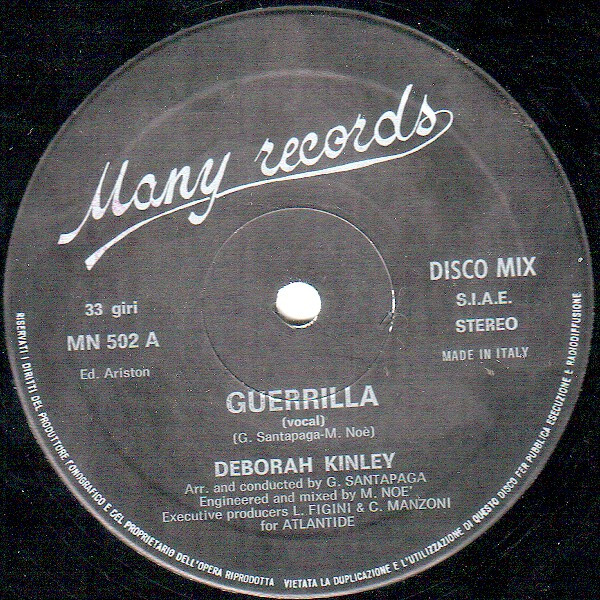 Many records
DISCO MIX
S.I.A.E.
STEREO
MADE IN ITALY
33 giri
MN 502 A
Ed. Ariston
GUERRILLA
(vocal)
(G. Santapaga-M. Noè)
DEBORAH KINLEY
Arr. and conducted by G. SANTAPAGA
Engineered and mixed by M. NOE'
Executive producers L. FIGINI & C. MANZONI
for ATLANTIDE
RISERVATI I DIRITTI DEL PRODUTTORE FONOGRAFICO E DEL PROPRIETARIO DELL'OPERA RIPRODOTTA VIETATA LA DUPLICAZIONE E L'UTILIZZAZIONE DI QUESTO DISCO PER PUBBLICA ESECUZIONE E RADIODIFFUSIONE